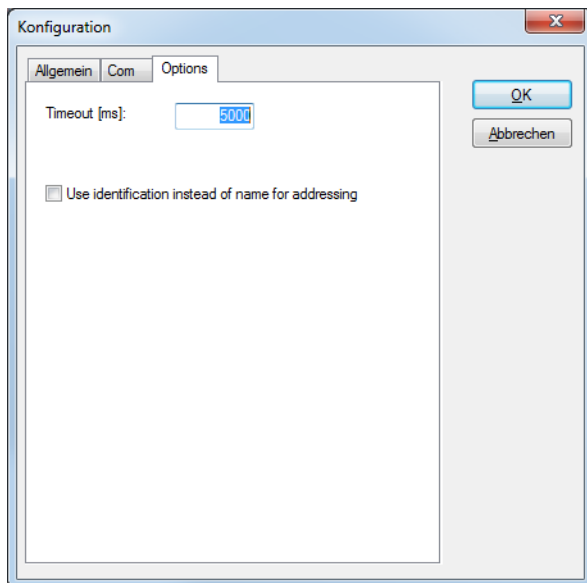 Konfiguration
Allgemein Com Options
Timeout [ms]: 5000
OK
Abbrechen
Use identification instead of name for addressing